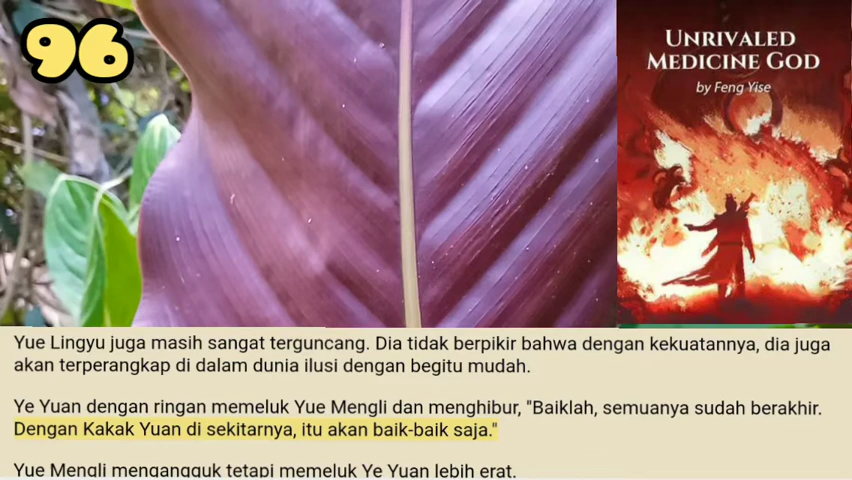 96
UNRIVALED
MEDICINE GOD
by Feng Yise
Yue Lingyu juga masih sangat terguncang. Dia tidak berpikir bahwa dengan kekuatannya, dia juga
akan terperangkap di dalam dunia ilusi dengan begitu mudah.
Ye Yuan dengan ringan memeluk Yue Mengli dan menghibur, "Baiklah, semuanya sudah berakhir.
Dengan Kakak Yuan di sekitarnya, itu akan baik-baik saja."
Yue Mengli mengangguk tetapi memeluk Ye Yuan lebih erat.